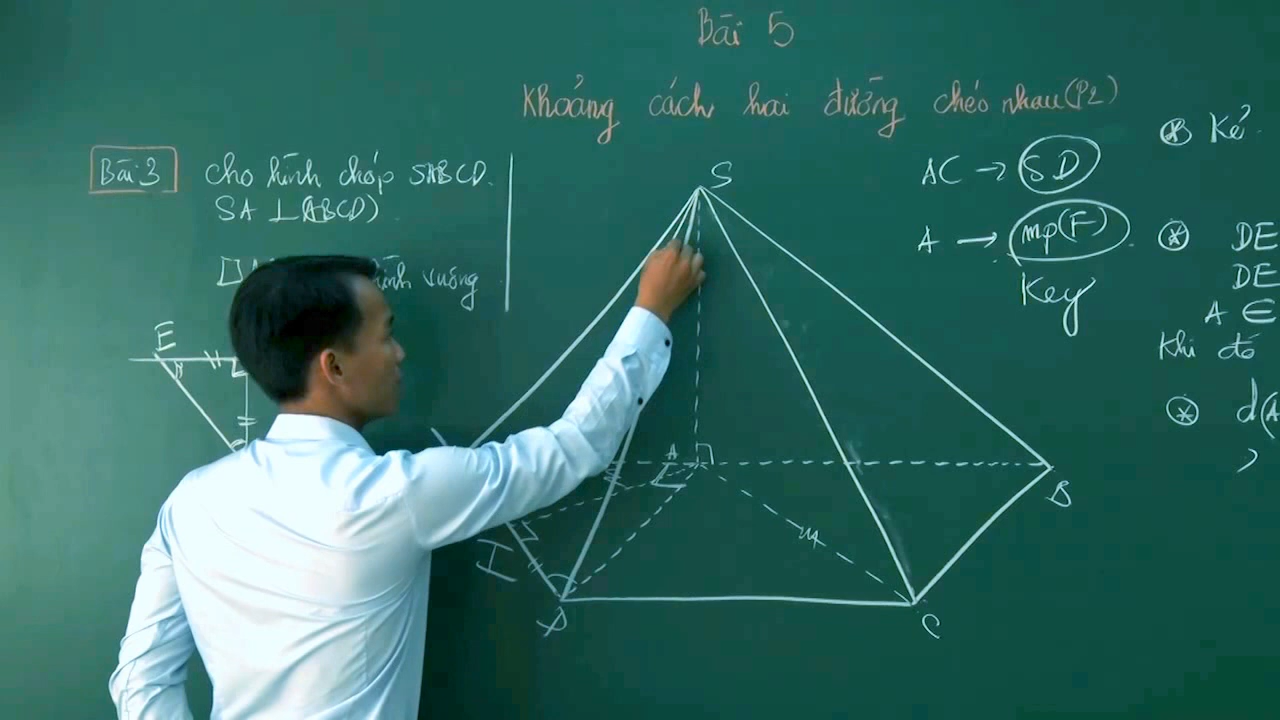 Bài 5
Khoảng cách hai đường chéo nhau (P2)
Bài 3
Cho hình chóp SABCD.
SA ⊥ (ABCD)
vuông
E
S
A
B
C
D
I
AC → SD
A → mp(F)
Key
⊛ Kẻ
⊛ DE
DE
A ∈
Khi đó
⊛ d(A